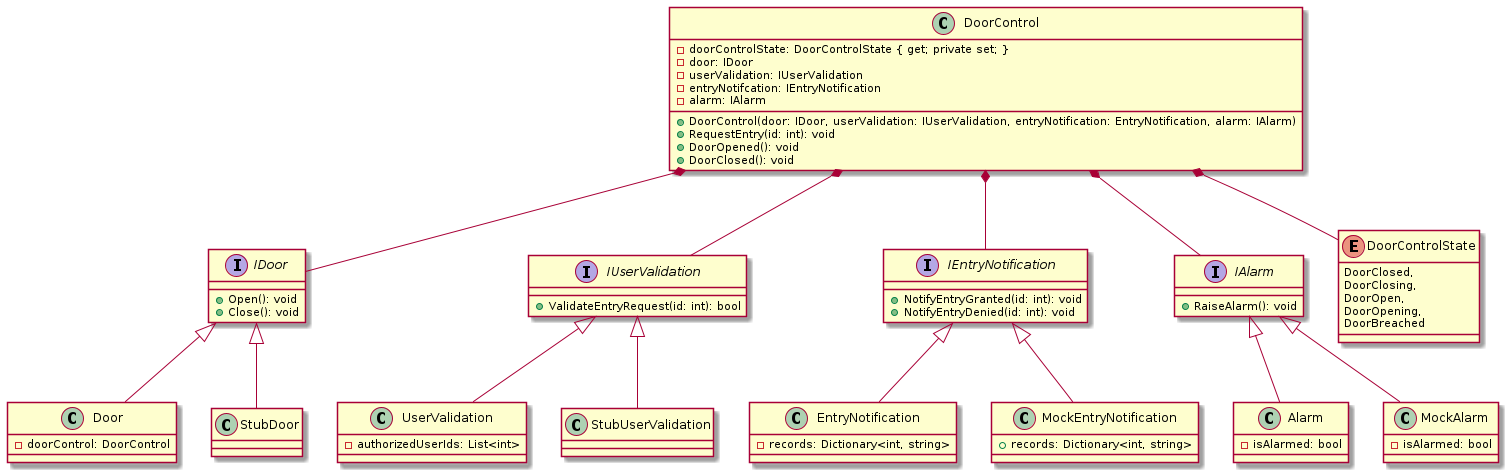 C DoorControl
doorControlState: DoorControlState { get; private set; }
door: IDoor
userValidation: IUserValidation
entryNotifcation: IEntryNotification
alarm: IAlarm
DoorControl(door: IDoor, userValidation: IUserValidation, entryNotification: EntryNotification, alarm: IAlarm)
RequestEntry(id: int): void
DoorOpened(): void
DoorClosed(): void
I IDoor
Open(): void
Close(): void
I IUserValidation
ValidateEntryRequest(id: int): bool
I IEntryNotification
NotifyEntryGranted(id: int): void
NotifyEntryDenied(id: int): void
I IAlarm
RaiseAlarm(): void
E DoorControlState
DoorClosed,
DoorClosing,
DoorOpen,
DoorOpening,
DoorBreached
C Door
doorControl: DoorControl
C StubDoor
C UserValidation
authorizedUserIds: List<int>
C StubUserValidation
C EntryNotification
records: Dictionary<int, string>
C MockEntryNotification
records: Dictionary<int, string>
C Alarm
isAlarmed: bool
C MockAlarm
isAlarmed: bool